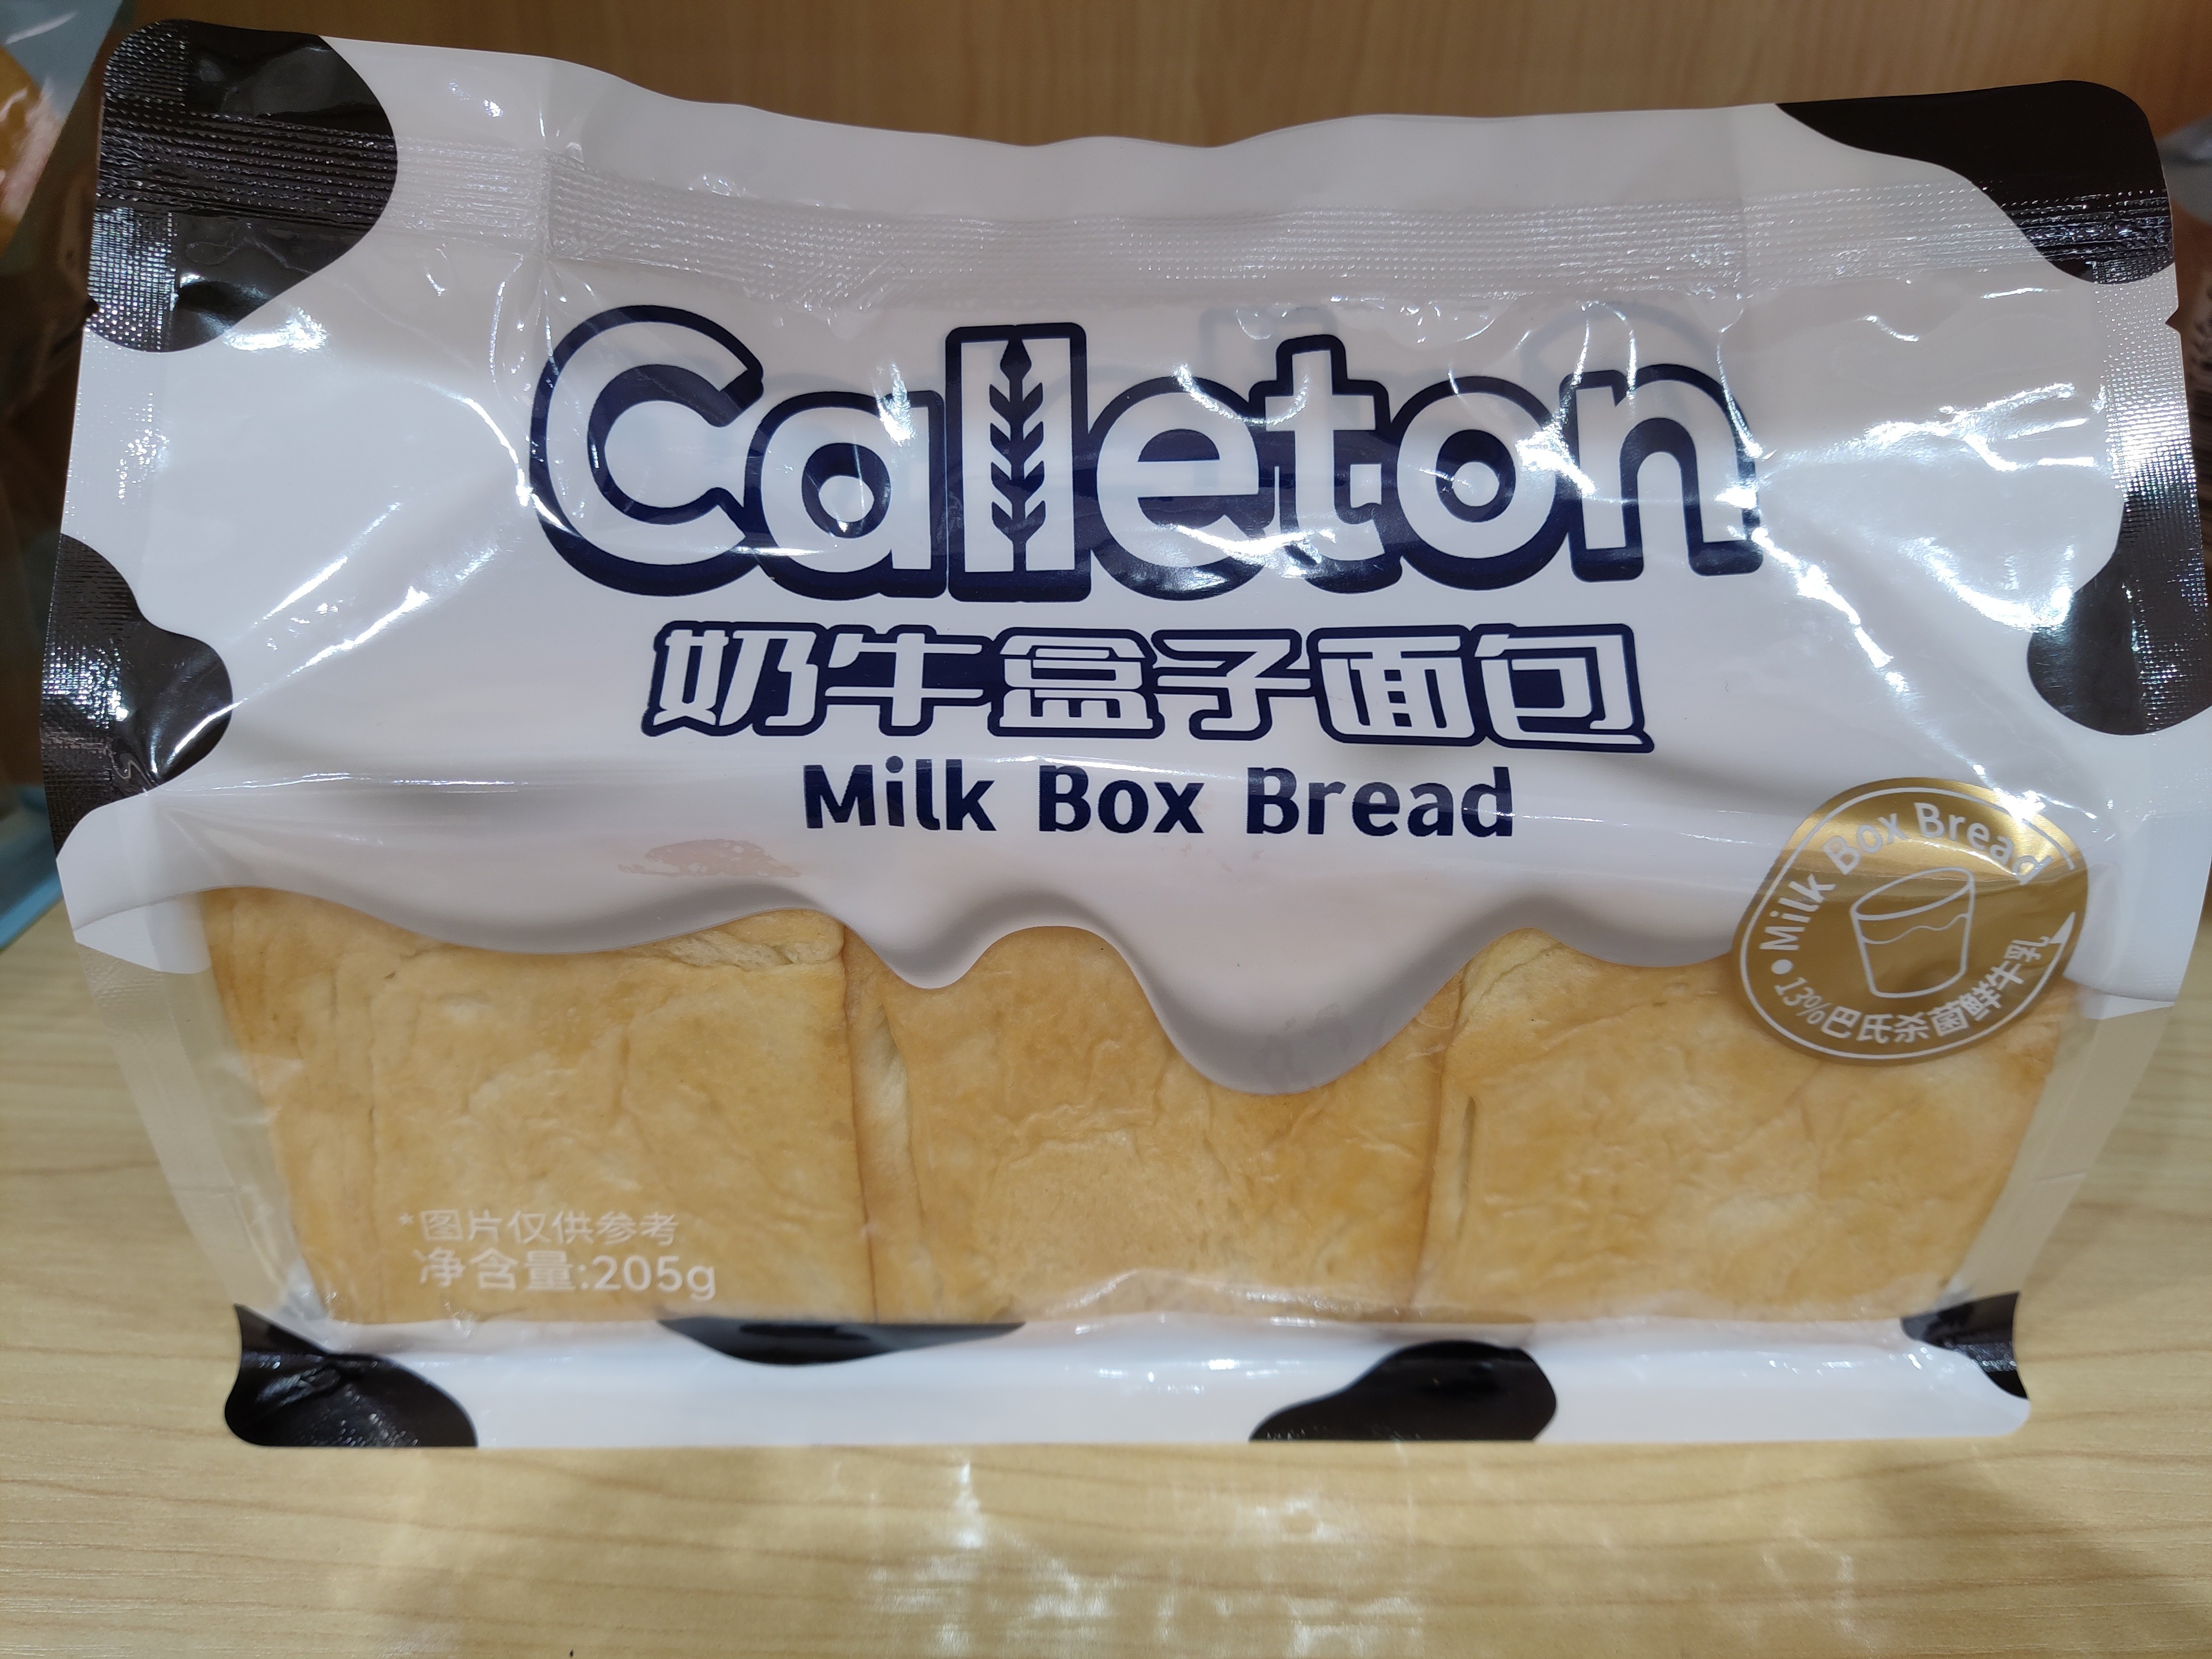 Calleton
奶牛盒子面包
Milk Box Bread
• Milk Box Bread
• 13%巴氏杀菌鲜牛乳
*图片仅供参考
净含量:205g